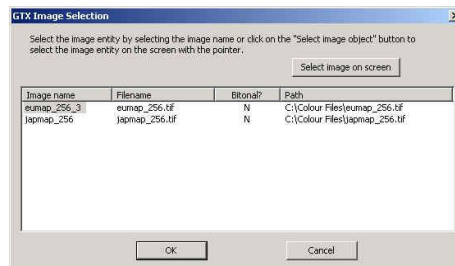 GTX Image Selection
Select the image entity by selecting the image name or click on the "Select image object" button to
select the image entity on the screen with the pointer.
Select image on screen
Image name Filename Bitonal? Path
eumap_256_3 eumap_256.tif N C:\Colour Files\eumap_256.tif
japmap_256 japmap_256.tif N C:\Colour Files\japmap_256.tif
OK Cancel